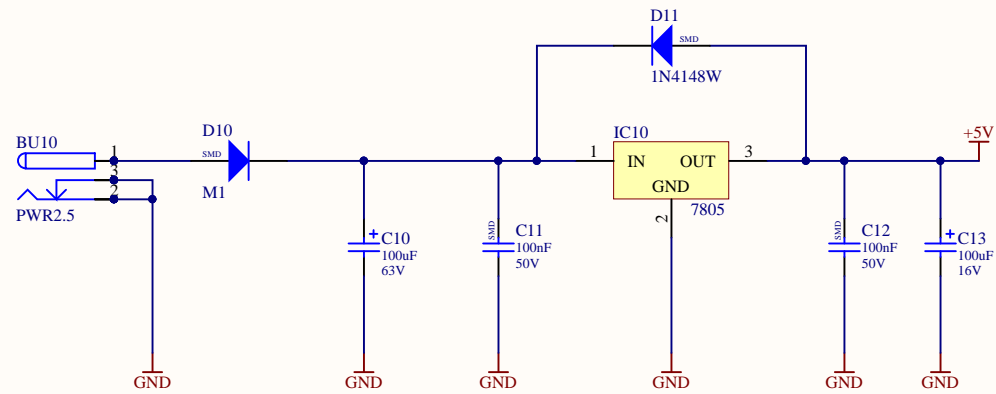 D11
SMD
1N4148W
BU10
1
3
2
PWR2.5
D10
SMD
M1
IC10
1
IN
OUT
3
GND
2
7805
+5V
+
C10
100uF
63V
SMD
C11
100nF
50V
SMD
C12
100nF
50V
+
C13
100uF
16V
GND
GND
GND
GND
GND
GND